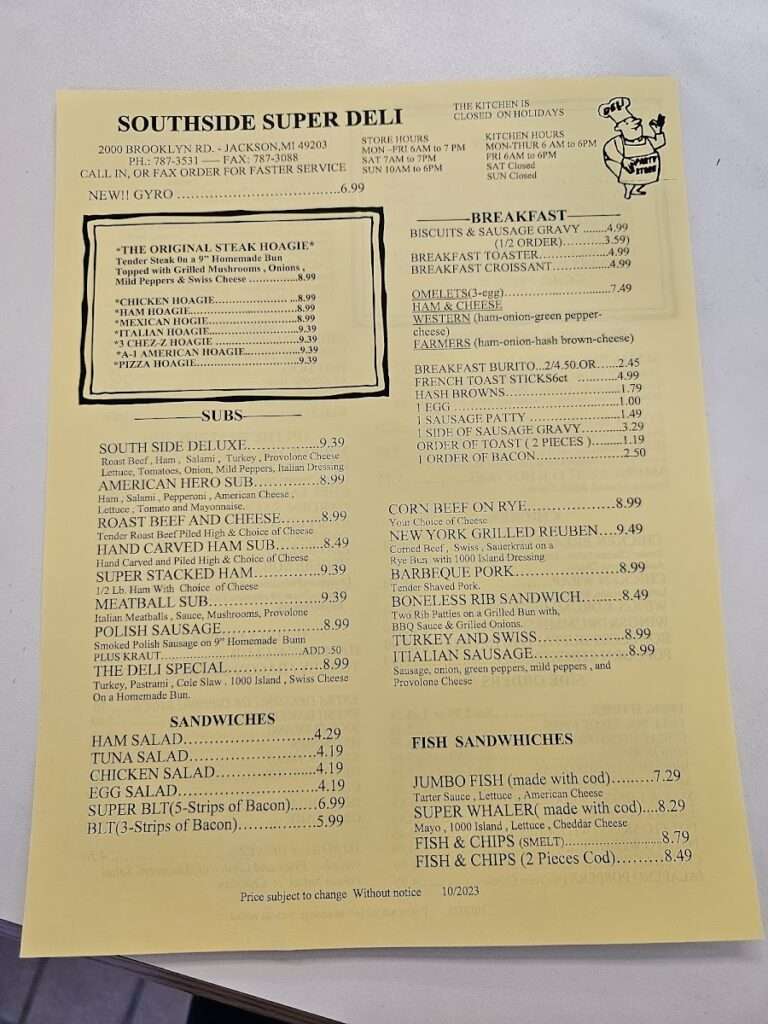 SOUTHSIDE SUPER DELI
2000 BROOKLYN RD. - JACKSON,MI 49203
PH.: 787-3531 ---- FAX: 787-3088
CALL IN, OR FAX ORDER FOR FASTER SERVICE
THE KITCHEN IS
CLOSED ON HOLIDAYS
STORE HOURS
MON -FRI 6AM to 7 PM
SAT 7AM to 7PM
SUN 10AM to 6PM
KITCHEN HOURS
MON-THUR 6 AM to 6PM
FRI 6AM to 6PM
SAT Closed
SUN Closed
DELI
PARTY
STORE
NEW!! GYRO ....................................6.99
*THE ORIGINAL STEAK HOAGIE*
Tender Steak 0n a 9" Homemade Bun
Topped with Grilled Mushrooms , Onions ,
Mild Peppers & Swiss Cheese ...............8.99
*CHICKEN HOAGIE........................8.99
*HAM HOAGIE................................8.99
*MEXICAN HOGIE..........................8.99
*ITALIAN HOAGIE..........................9.39
*3 CHEZ-Z HOAGIE ........................9.39
*A-1 AMERICAN HOAGIE................9.39
*PIZZA HOAGIE..............................9.39
SUBS
SOUTH SIDE DELUXE................9.39
Roast Beef , Ham , Salami , Turkey , Provolone Cheese
Lettuce, Tomatoes, Onion, Mild Peppers, Italian Dressing
AMERICAN HERO SUB..............8.99
Ham , Salami , Pepperoni , American Cheese ,
Lettuce , Tomato and Mayonnaise.
ROAST BEEF AND CHEESE.........8.99
Tender Roast Beef Piled High & Choice of Cheese
HAND CARVED HAM SUB..........8.49
Hand Carved and Piled High & Choice of Cheese
SUPER STACKED HAM...............9.39
1/2 Lb. Ham With Choice of Cheese
MEATBALL SUB.........................9.39
Italian Meatballs , Sauce, Mushrooms, Provolone
POLISH SAUSAGE.......................8.99
Smoked Polish Sausage on 9" Homemade Bunn
PLUS KRAUT..............................ADD .50
THE DELI SPECIAL......................8.99
Turkey, Pastrami , Cole Slaw . 1000 Island , Swiss Cheese
On a Homemade Bun.
SANDWICHES
HAM SALAD............................4.29
TUNA SALAD...........................4.19
CHICKEN SALAD......................4.19
EGG SALAD.............................4.19
SUPER BLT(5-Strips of Bacon)......6.99
BLT(3-Strips of Bacon)...............5.99
BREAKFAST
BISCUITS & SAUSAGE GRAVY ........4.99
(1/2 ORDER)..........3.59)
BREAKFAST TOASTER....................4.99
BREAKFAST CROISSANT.................4.99
OMELETS(3-egg)...........................7.49
HAM & CHEESE
WESTERN (ham-onion-green pepper-
cheese)
FARMERS (ham-onion-hash brown-cheese)
BREAKFAST BURITO...2/4.50.OR......2.45
FRENCH TOAST STICKS6ct ..........4.99
HASH BROWNS............................1.79
1 EGG .......................................1.00
1 SAUSAGE PATTY ......................1.49
1 SIDE OF SAUSAGE GRAVY...........3.29
ORDER OF TOAST ( 2 PIECES )........1.19
1 ORDER OF BACON.....................2.50
CORN BEEF ON RYE....................8.99
Your Choice of Cheese
NEW YORK GRILLED REUBEN....9.49
Corned Beef , Swiss , Sauerkraut on a
Rye Bun with 1000 Island Dressing
BARBEQUE PORK.......................8.99
Tender Shaved Pork.
BONELESS RIB SANDWICH.........8.49
Two Rib Patties on a Grilled Bun with,
BBQ Sauce & Grilled Onions.
TURKEY AND SWISS..................8.99
ITIALIAN SAUSAGE....................8.99
Sausage, onion, green peppers, mild peppers , and
Provolone Cheese
FISH SANDWHICHES
JUMBO FISH (made with cod).........7.29
Tarter Sauce , Lettuce , American Cheese
SUPER WHALER( made with cod)....8.29
Mayo , 1000 Island , Lettuce , Cheddar Cheese
FISH & CHIPS (SMELT).........................8.79
FISH & CHIPS (2 Pieces Cod).........8.49
Price subject to change Without notice 10/2023